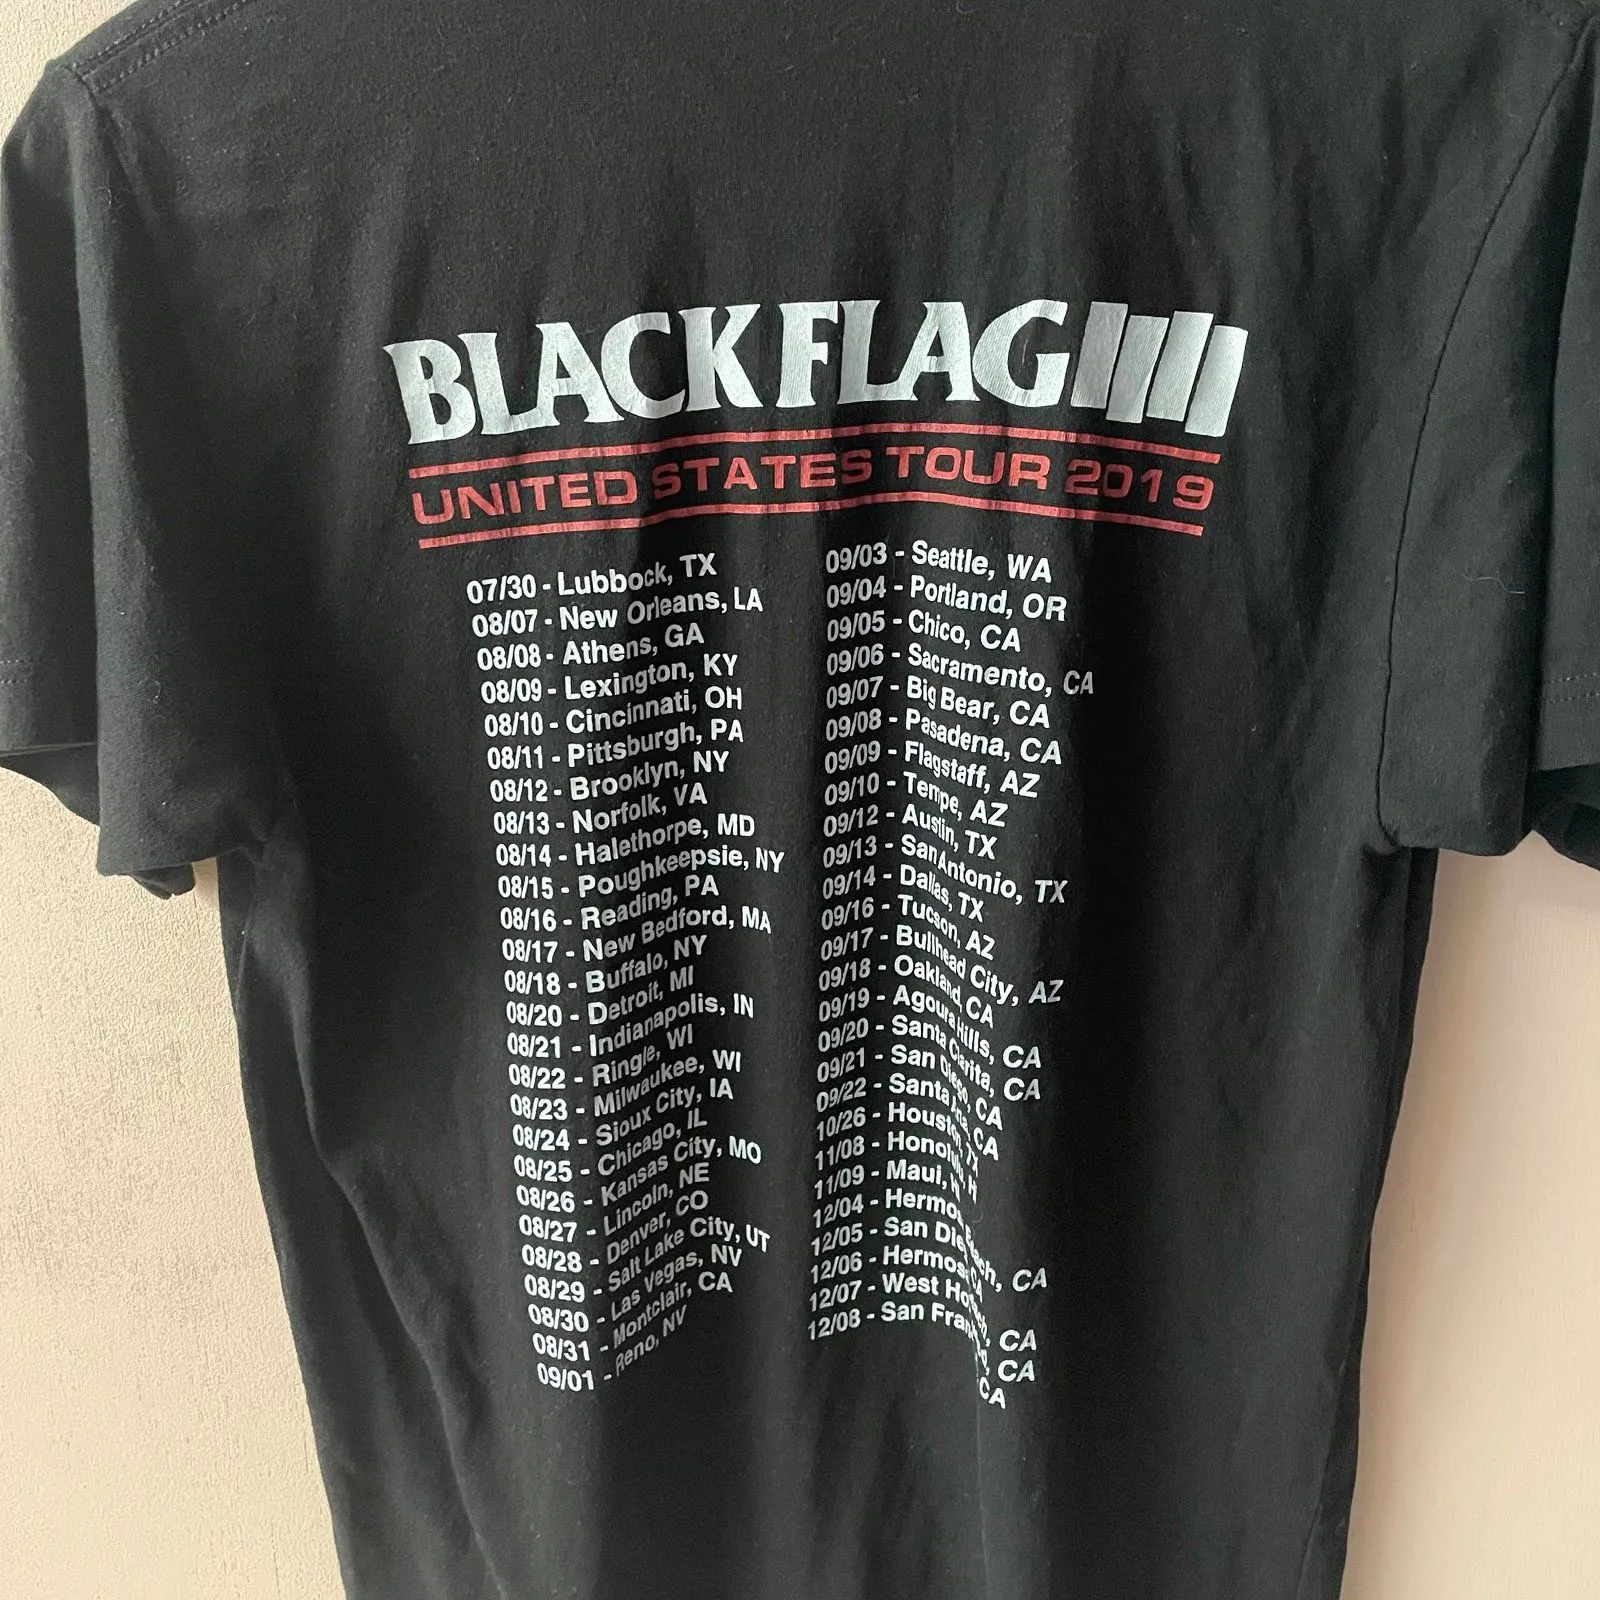 BLACK FLAG
UNITED STATES TOUR 2019
07/30 - Lubbock, TX
08/07 - New Orleans, LA
08/08 - Athens, GA
08/09 - Lexington, KY
08/10 - Cincinnati, OH
08/11 - Pittsburgh, PA
08/12 - Brooklyn, NY
08/13 - Norfolk, VA
08/14 - Halethorpe, MD
08/15 - Poughkeepsie, NY
08/16 - Reading, PA
08/17 - New Bedford, MA
08/18 - Buffalo, NY
08/20 - Detroit, MI
08/21 - Indianapolis, IN
08/22 - Ringle, WI
08/23 - Milwaukee, WI
08/24 - Sioux City, IA
08/25 - Chicago, IL
08/26 - Kansas City, MO
08/27 - Lincoln, NE
08/28 - Denver, CO
08/29 - Salt Lake City, UT
08/30 - Las Vegas, NV
08/31 - Montclair, CA
09/01 - Reno, NV
09/03 - Seattle, WA
09/04 - Portland, OR
09/05 - Chico, CA
09/06 - Sacramento, CA
09/07 - Big Bear, CA
09/08 - Pasadena, CA
09/09 - Flagstaff, AZ
09/10 - Tempe, AZ
09/12 - Austin, TX
09/13 - San Antonio, TX
09/14 - Dallas, TX
09/16 - Tucson, AZ
09/17 - Bullhead City, AZ
09/18 - Oakland, CA
09/19 - Agoura Hills, CA
09/20 - Santa Clarita, CA
09/21 - San Diego, CA
09/22 - Santa Ana, CA
10/26 - Houston, TX
11/08 - Honolulu, H
11/09 - Maui, H
12/04 - Hermosa Beach, CA
12/05 - San CA
12/06 - CA
12/07 - West CA
12/08 - San CA